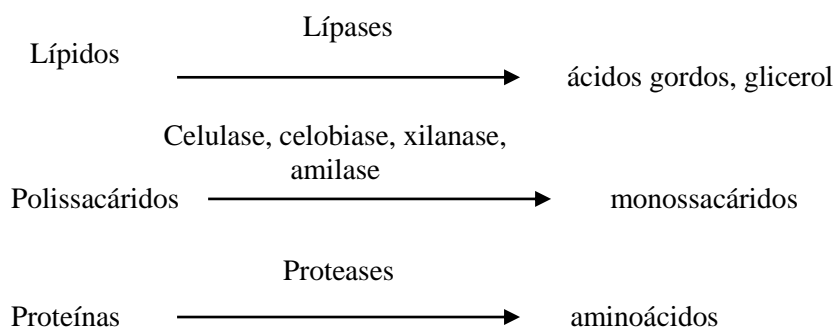 Lípases
Lípidos
ácidos gordos, glicerol
Celulase, celobiase, xilanase,
amilase
Polissacáridos
monossacáridos
Proteases
Proteínas
aminoácidos